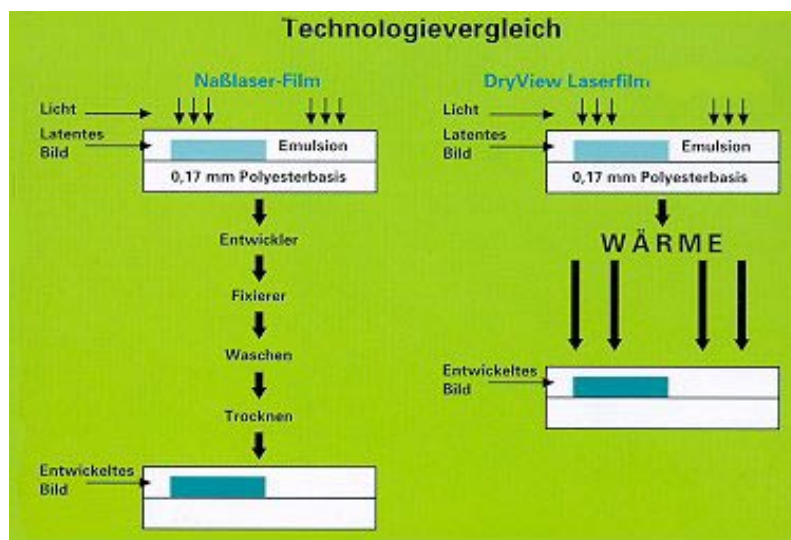 Technologievergleich
Naßlaser-Film
Licht
Latentes
Bild
Emulsion
0,17 mm Polyesterbasis
Entwickler
Fixierer
Waschen
Trocknen
Entwickeltes
Bild
DryView Laserfilm
Licht
Latentes
Bild
Emulsion
0,17 mm Polyesterbasis
WÄRME
Entwickeltes
Bild